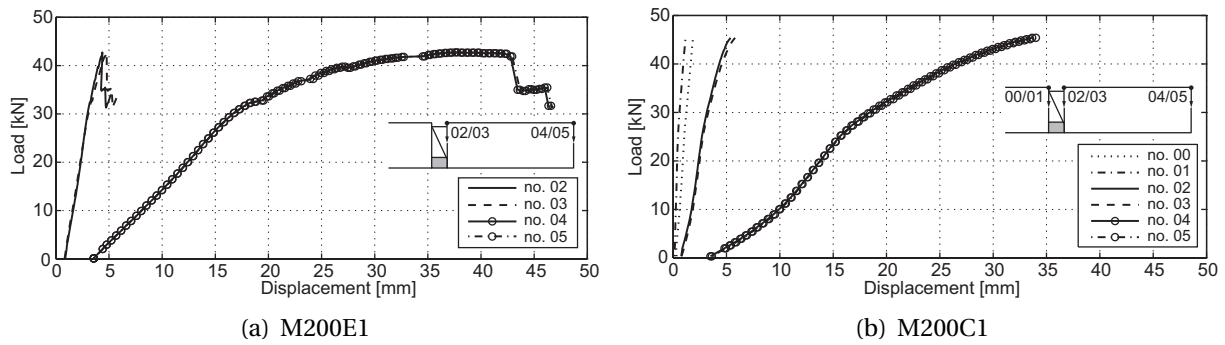 50
40
30
20
10
0
Load [kN]
0 5 10 15 20 25 30 35 40 45 50
Displacement [mm]
02/03 04/05
no. 02
no. 03
no. 04
no. 05
(a) M200E1
50
40
30
20
10
0
Load [kN]
0 5 10 15 20 25 30 35 40 45 50
Displacement [mm]
00/01 02/03 04/05
no. 00
no. 01
no. 02
no. 03
no. 04
no. 05
(b) M200C1